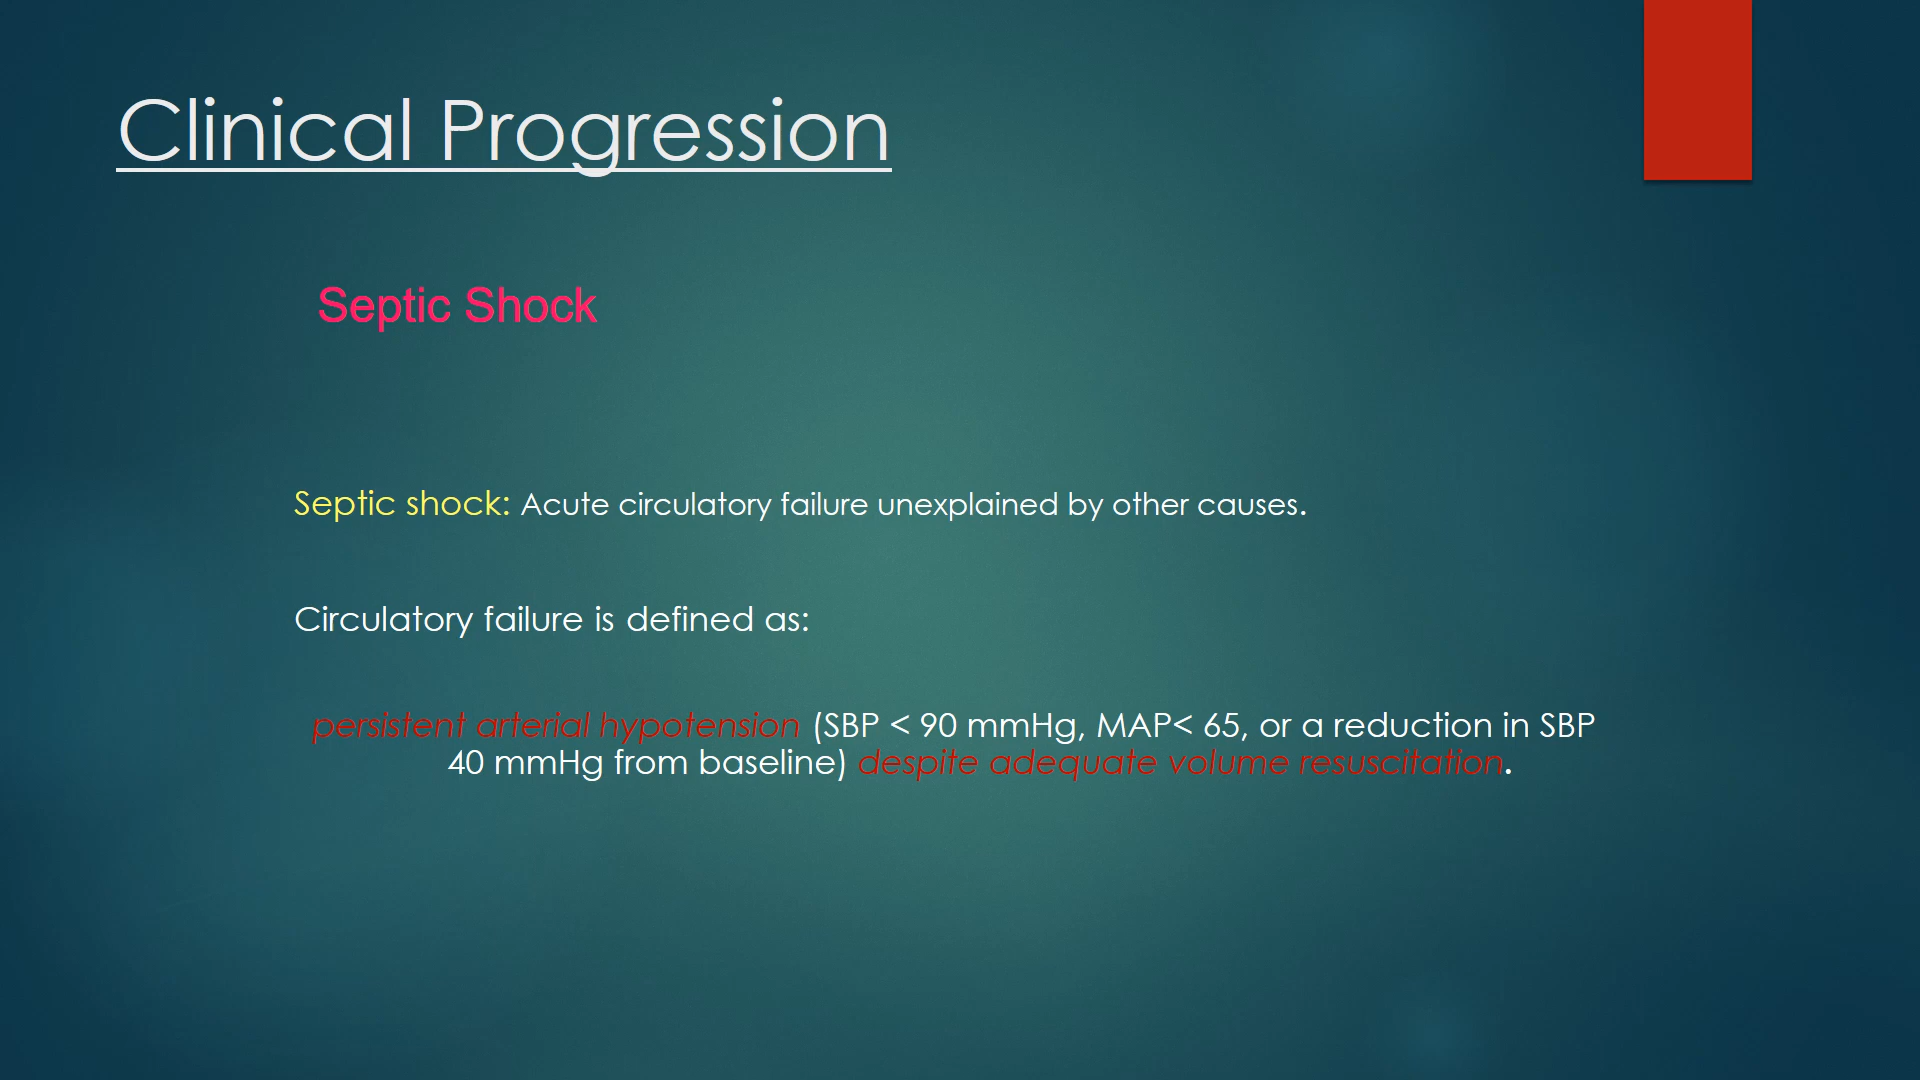 Clinical Progression
Septic Shock
Septic shock: Acute circulatory failure unexplained by other causes.
Circulatory failure is defined as:
persistent arterial hypotension (SBP < 90 mmHg, MAP< 65, or a reduction in SBP
40 mmHg from baseline) despite adequate volume resuscitation.